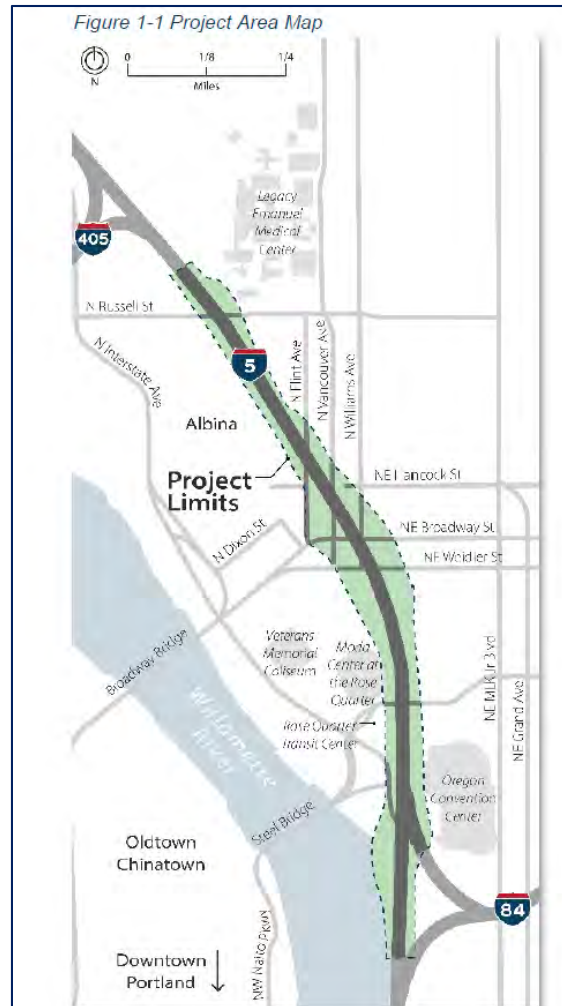 Figure 1-1 Project Area Map
0 1/8 1/4
Miles
N
Legacy
Emanuel
Medical
Center
405
N Russell St
N Interstate Ave
5
N Flint Ave
N Vancouver Ave
N Williams Ave
Albina
Project
Limits
NE Hancock St
NE Broadway St
N Dixon St
NE Weidler St
Broadway Bridge
Veterans
Memorial
Coliseum
Moda
Center at
the Rose
Quarter
Rose Quarter
Transit Center
NE MLK Jr Blvd
NE Grand Ave
Willamette
River
Steel Bridge
Oregon
Convention
Center
Oldtown
Chinatown
84
NW Naito Pkwy
Downtown
Portland